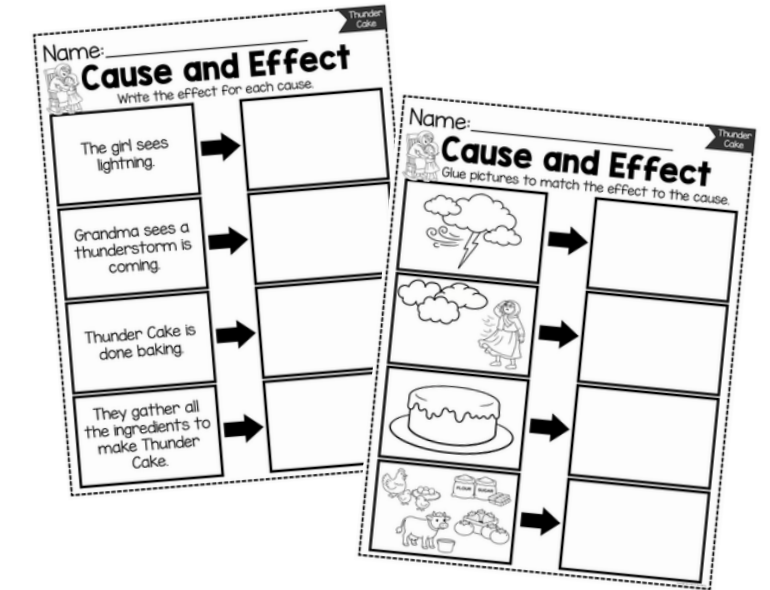 Thunder
Cake
Name:
Cause and Effect
Write the effect for each cause.
The girl sees
lightning.
Grandma sees a
thunderstorm is
coming.
Thunder Cake is
done baking.
They gather all
the ingredients to
make Thunder
Cake.
Thunder
Cake
Name:
Cause and Effect
Glue pictures to match the effect to the cause.
FLOUR
SUGAR